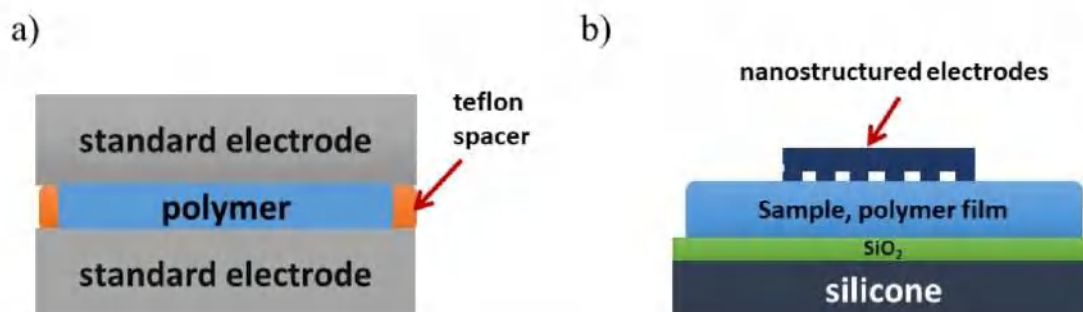 a)
b)
nanostructured electrodes
teflon
spacer
standard electrode
polymer
standard electrode
Sample, polymer film
SiO₂
silicone